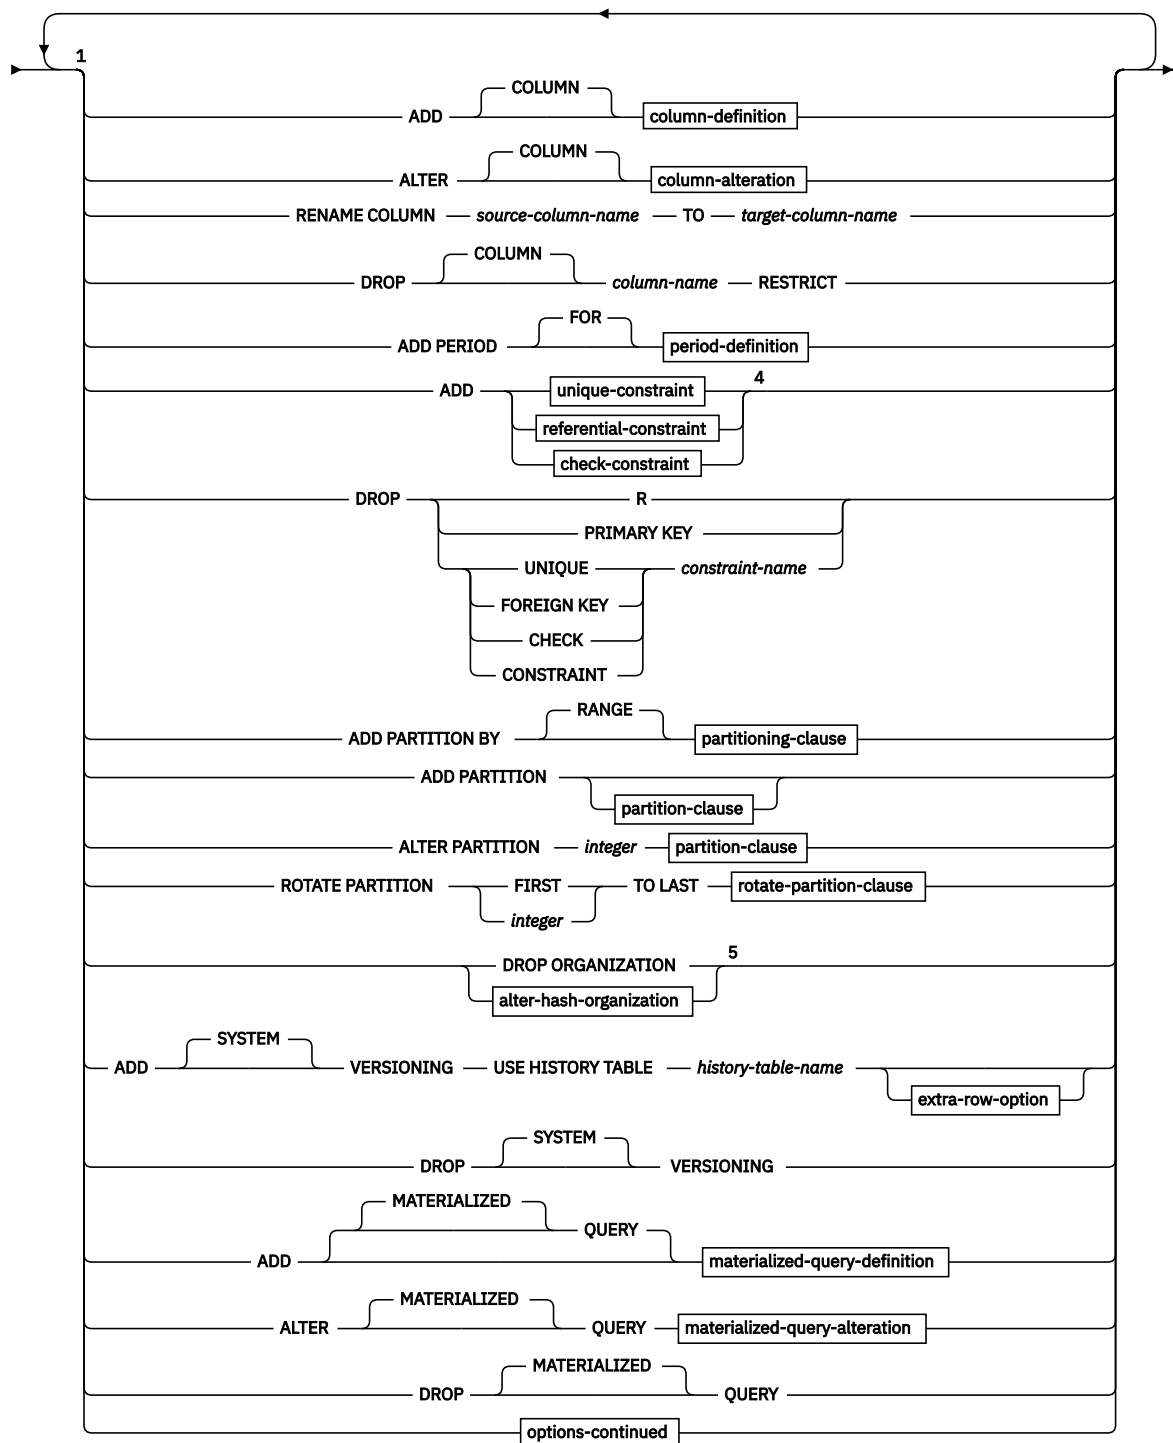 1
COLUMN
ADD column-definition
COLUMN
ALTER column-alteration
RENAME COLUMN source-column-name TO target-column-name
COLUMN
DROP column-name RESTRICT
FOR
ADD PERIOD period-definition
4
ADD unique-constraint
referential-constraint
check-constraint
DROP R
PRIMARY KEY
UNIQUE constraint-name
FOREIGN KEY
CHECK
CONSTRAINT
RANGE
ADD PARTITION BY partitioning-clause
ADD PARTITION
partition-clause
ALTER PARTITION integer partition-clause
ROTATE PARTITION FIRST TO LAST rotate-partition-clause
integer
5
DROP ORGANIZATION
alter-hash-organization
SYSTEM
ADD VERSIONING USE HISTORY TABLE history-table-name
extra-row-option
SYSTEM
DROP VERSIONING
MATERIALIZED
QUERY
ADD materialized-query-definition
MATERIALIZED
ALTER QUERY materialized-query-alteration
MATERIALIZED
DROP QUERY
options-continued